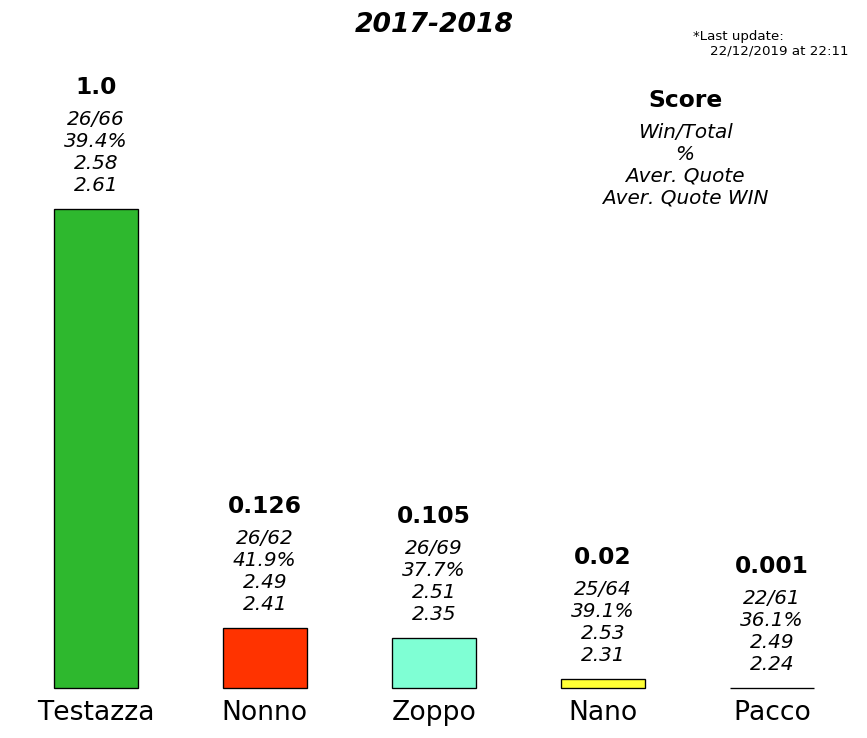 2017-2018
*Last update:
22/12/2019 at 22:11
Score
Win/Total
%
Aver. Quote
Aver. Quote WIN
1.0
26/66
39.4%
2.58
2.61
0.126
26/62
41.9%
2.49
2.41
0.105
26/69
37.7%
2.51
2.35
0.02
25/64
39.1%
2.53
2.31
0.001
22/61
36.1%
2.49
2.24
Testazza
Nonno
Zoppo
Nano
Pacco